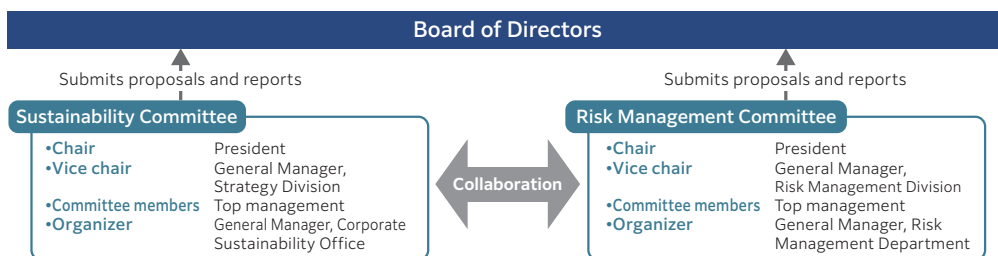 Board of Directors
Submits proposals and reports
Submits proposals and reports
Sustainability Committee
•Chair President
•Vice chair General Manager,
Strategy Division
•Committee members Top management
•Organizer General Manager, Corporate
Sustainability Office
Collaboration
Risk Management Committee
•Chair President
•Vice chair General Manager,
Risk Management Division
•Committee members Top management
•Organizer General Manager, Risk
Management Department